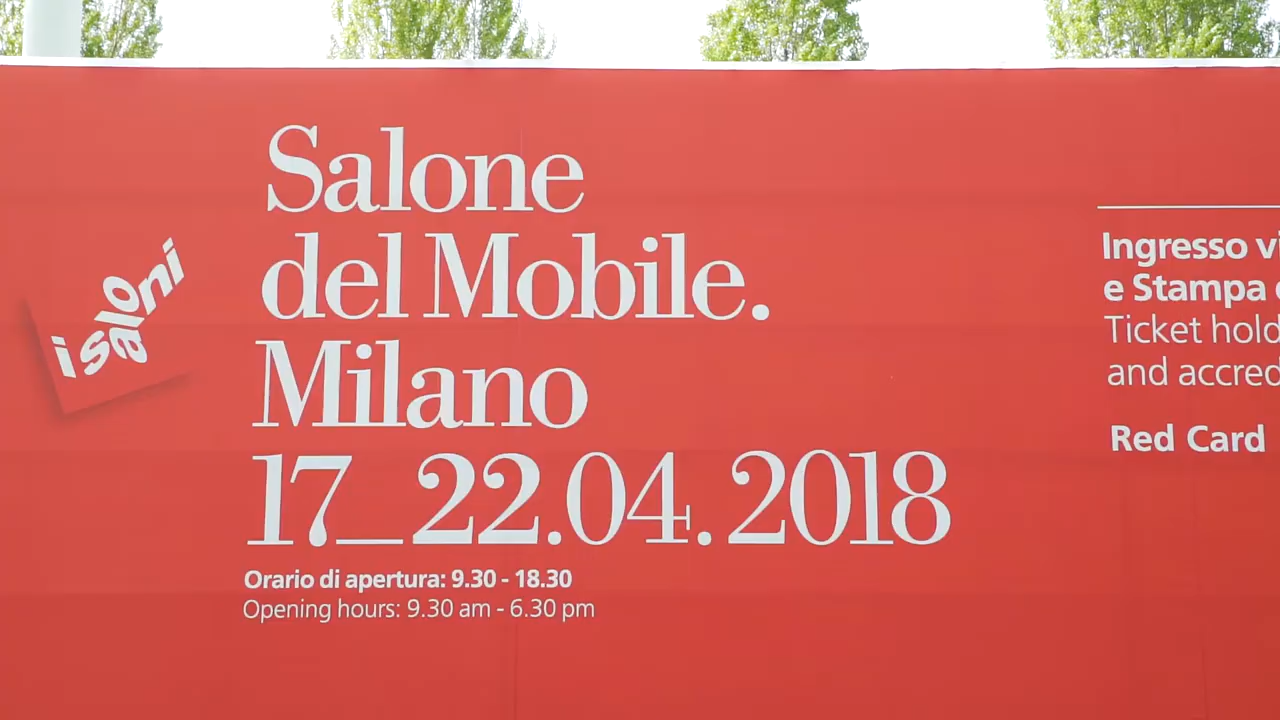 i saloni
Salone
del Mobile.
Milano
17_22.04.2018
Orario di apertura: 9.30 - 18.30
Opening hours: 9.30 am - 6.30 pm
Ingresso
e Stampa
Ticket
and
Red Card